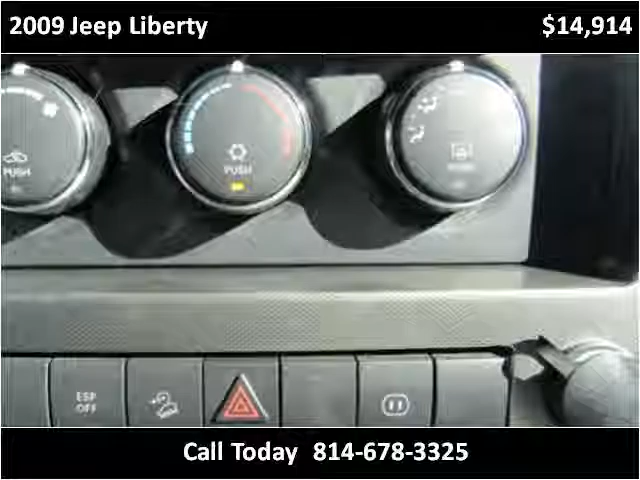 2009 Jeep Liberty $14,914
PUSH PUSH
ESP
OFF
Call Today 814-678-3325